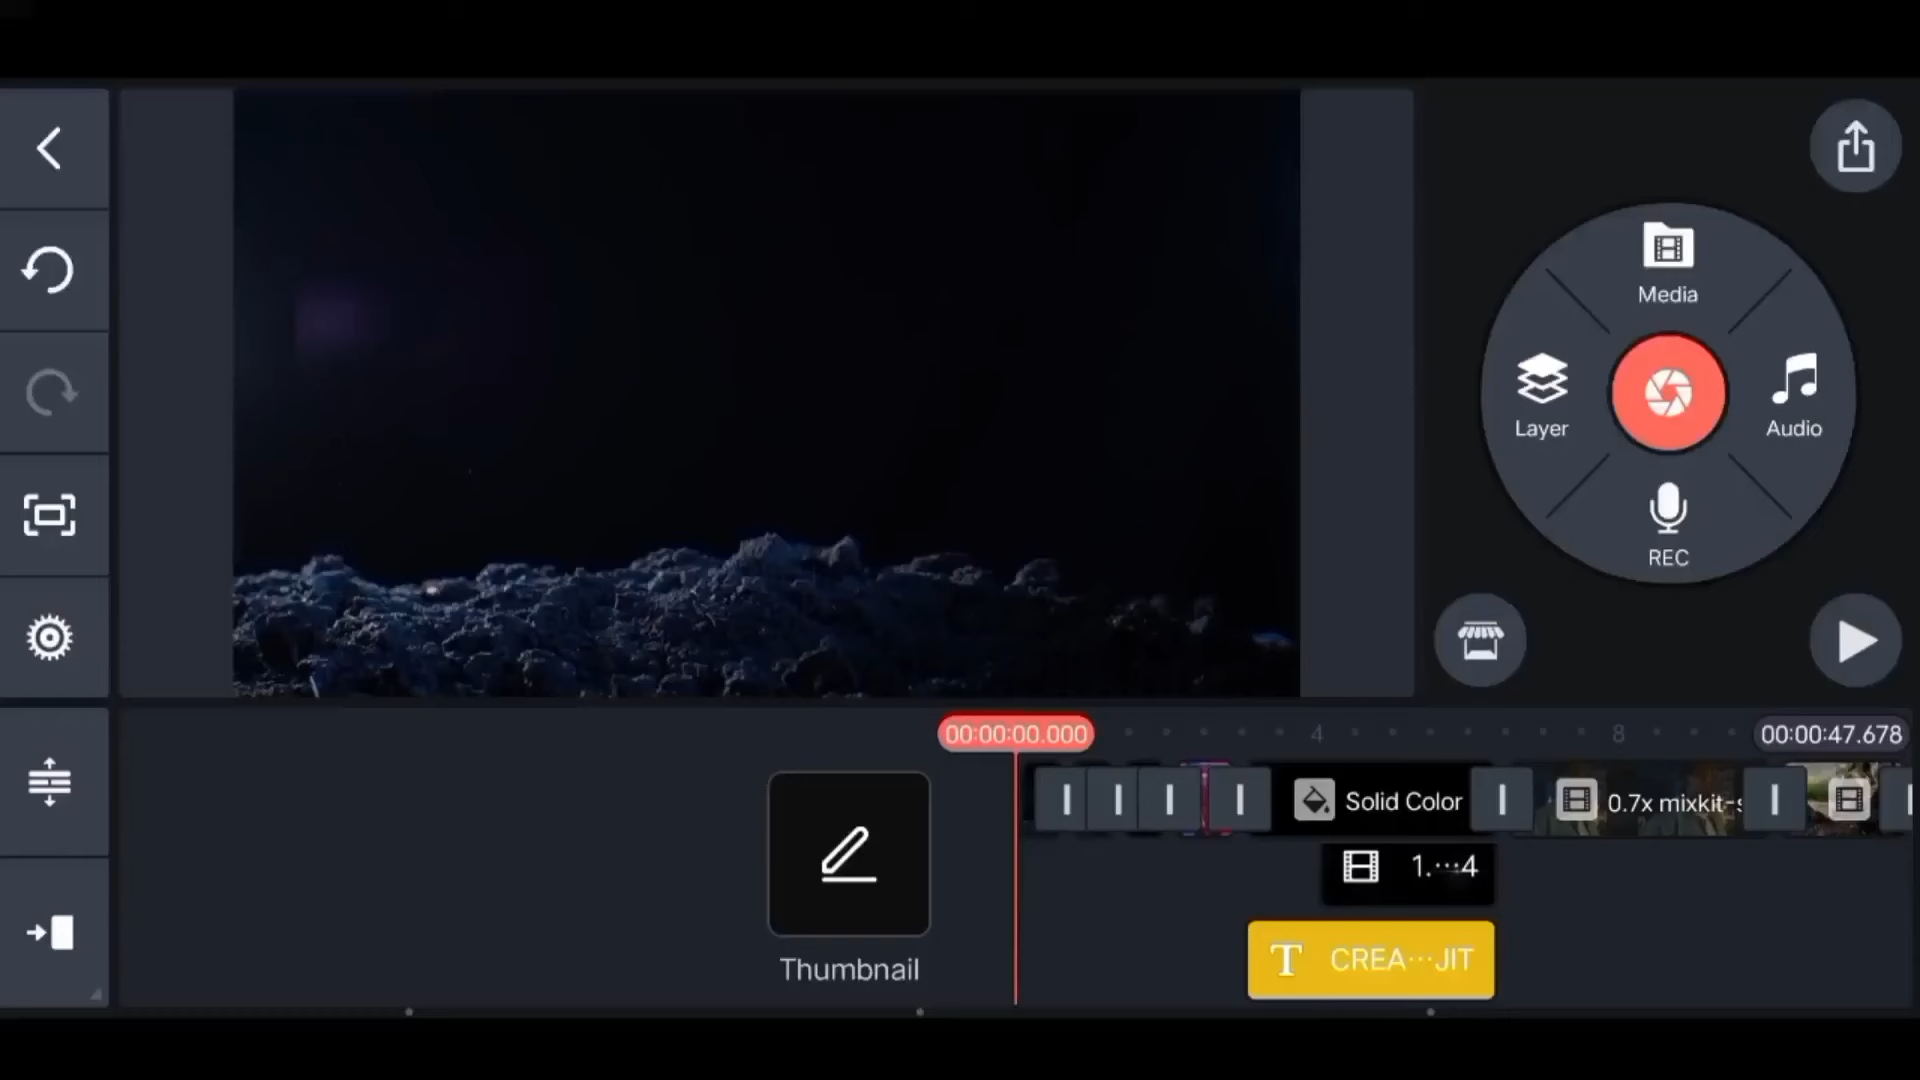 Media
Layer
Audio
REC
00:00:00.000
4
8
00:00:47.678
Solid Color
0.7x mixkit-s
1.···4
T CREA···JIT
Thumbnail